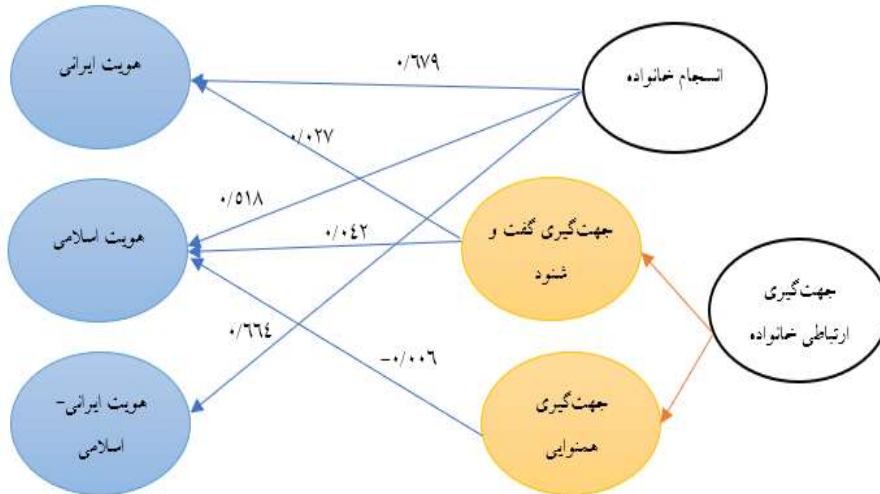 انسجام خانواده
هویت ایرانی
۰/۶۷۹
۰/۰۲۷
۰/۵۱۸
هویت اسلامی
۰/۰۴۲
جهت‌گیری گفت و
شنود
جهت‌گیری
ارتباطی خانواده
۰/۶۶٤
-۰/۰۰۶
هویت ایرانی-
اسلامی
جهت‌گیری
همنوایی